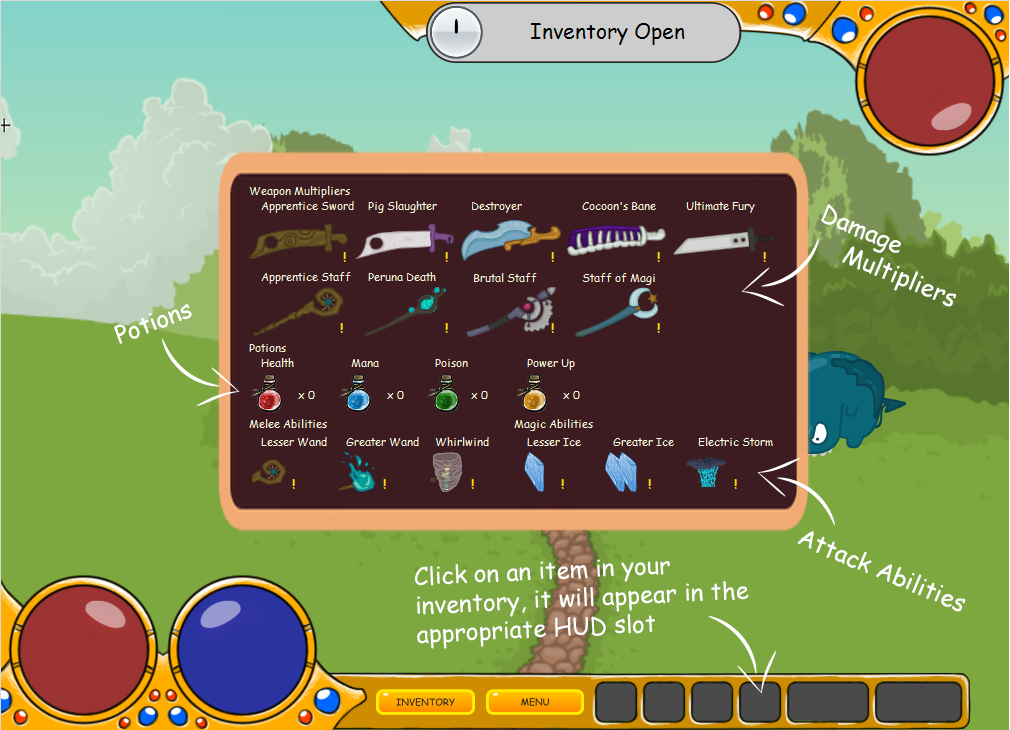 Inventory Open
Weapon Multipliers
Apprentice Sword Pig Slaughter Destroyer Cocoon's Bane Ultimate Fury
! ! ! ! !
Apprentice Staff Peruna Death Brutal Staff Staff of Magi
! ! ! !
Damage
Multipliers
Potions
Potions
Health Mana Poison Power Up
x 0 x 0 x 0 x 0
Melee Abilities Magic Abilities
Lesser Wand Greater Wand Whirlwind Lesser Ice Greater Ice Electric Storm
! ! ! ! ! !
Attack Abilities
Click on an item in your
inventory, it will appear in the
appropriate HUD slot
INVENTORY MENU